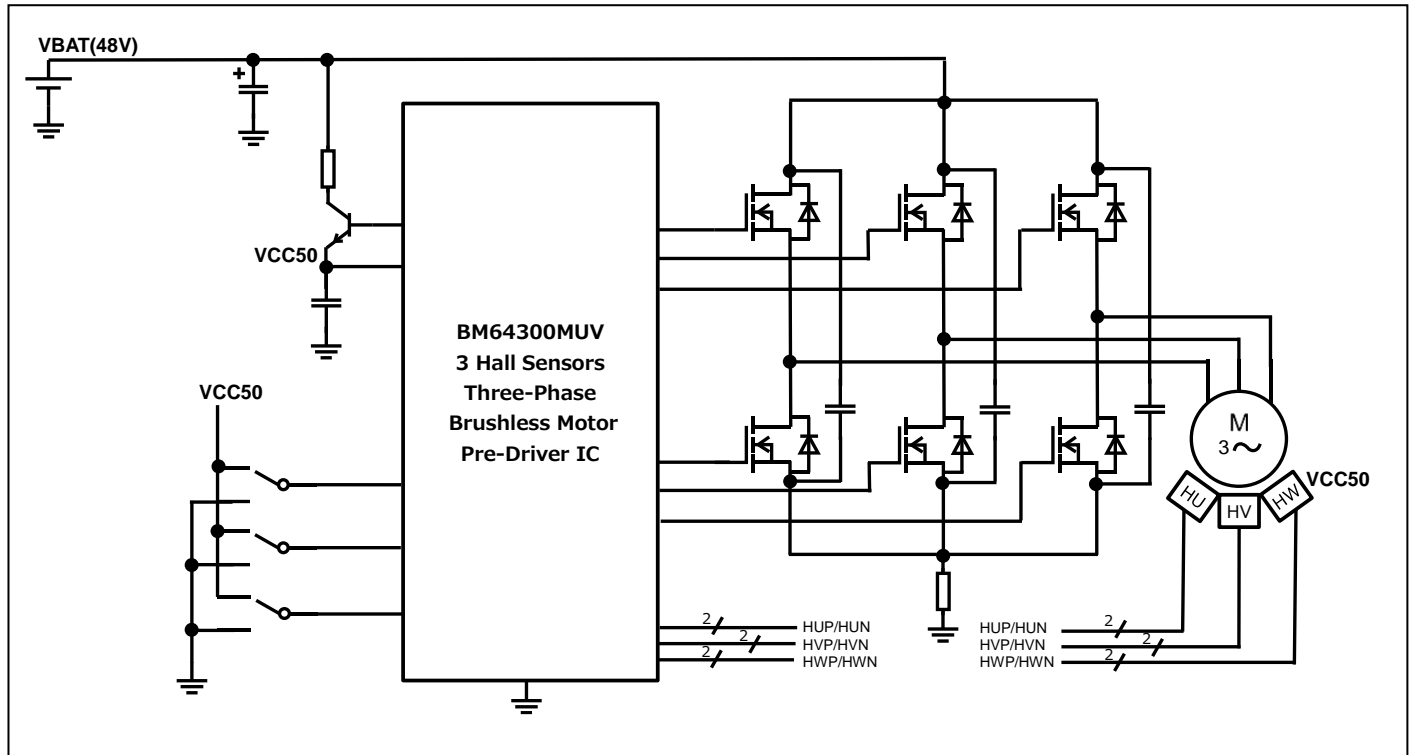 VBAT(48V)
+
VCC50
BM64300MUV
3 Hall Sensors
Three-Phase
Brushless Motor
Pre-Driver IC
VCC50
M
3～
HU
HV
HW
VCC50
2
HUP/HUN
2
HVP/HVN
2
HWP/HWN
2
HUP/HUN
2
HVP/HVN
2
HWP/HWN